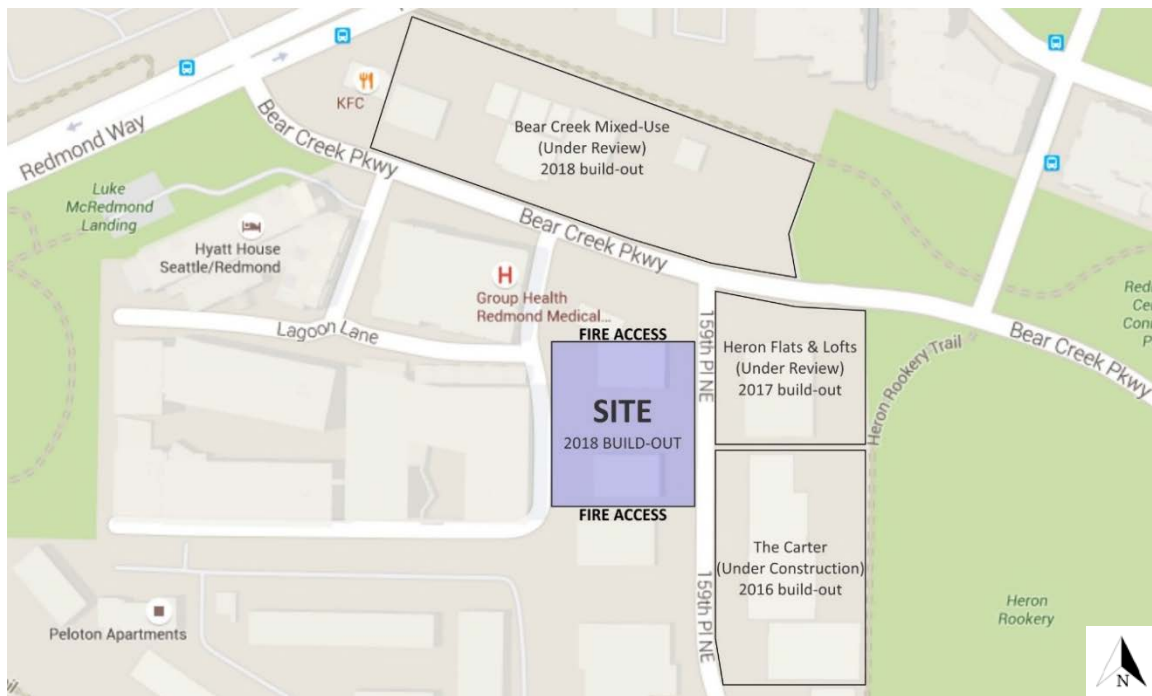 Redmond Way
KFC
Bear Creek Pkwy
Bear Creek Mixed-Use
(Under Review)
2018 build-out
Luke
McRedmond
Landing
Hyatt House
Seattle/Redmond
H
Group Health
Redmond Medical...
Bear Creek Pkwy
Lagoon Lane
FIRE ACCESS
159th Pl NE
Heron Flats & Lofts
(Under Review)
2017 build-out
Heron Rookery Trail
Bear Creek Pkwy
SITE
2018 BUILD-OUT
FIRE ACCESS
The Carter
(Under Construction)
2016 build-out
159th Pl NE
Heron
Rookery
Peloton Apartments
N